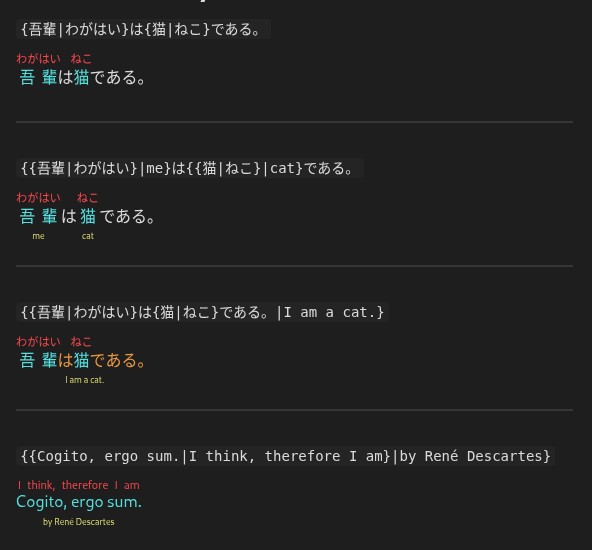 {吾輩|わがはい}は{猫|ねこ}である。
わがはい ねこ
吾輩は猫である。
{{吾輩|わがはい}|me}は{{猫|ねこ}|cat}である。
わがはい ねこ
吾輩は猫である。
me cat
{{吾輩|わがはい}は{猫|ねこ}である。|I am a cat.}
わがはい ねこ
吾輩は猫である。
I am a cat.
{{Cogito, ergo sum.|I think, therefore I am}|by René Descartes}
I think, therefore I am
Cogito, ergo sum.
by René Descartes